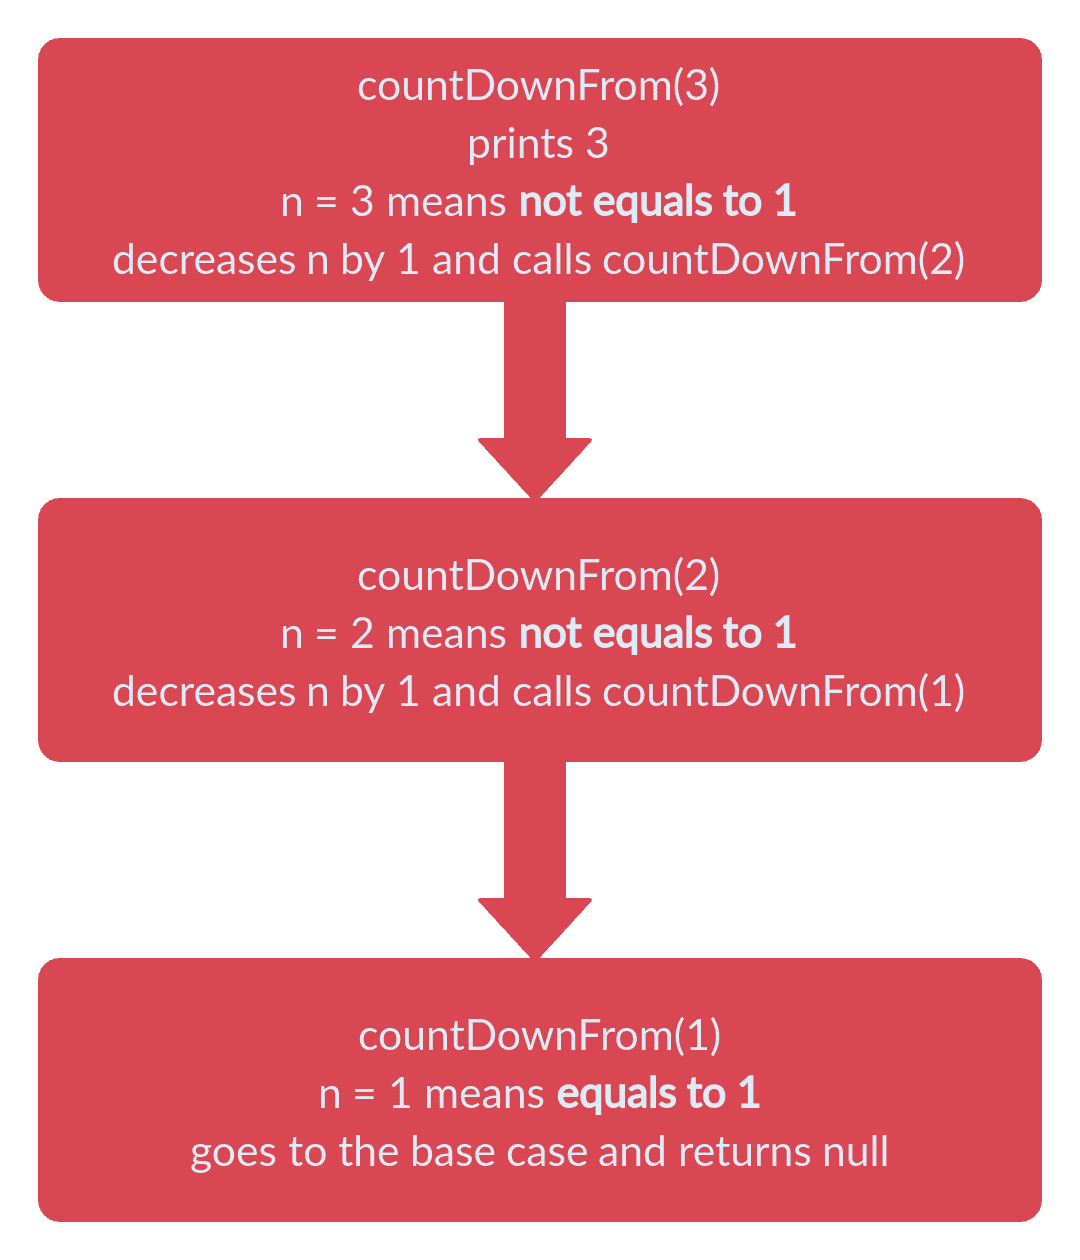 countDownFrom(3)
prints 3
n = 3 means not equals to 1
decreases n by 1 and calls countDownFrom(2)
countDownFrom(2)
n = 2 means not equals to 1
decreases n by 1 and calls countDownFrom(1)
countDownFrom(1)
n = 1 means equals to 1
goes to the base case and returns null